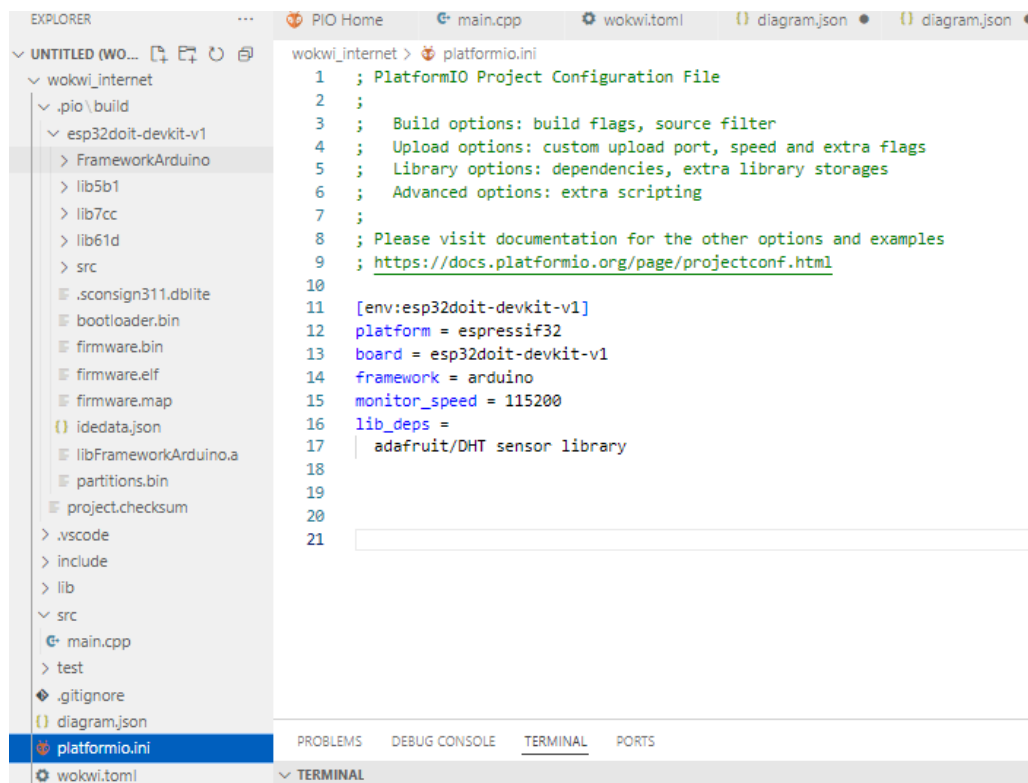 EXPLORER
···
UNTITLED (WO...
wokwi_internet
.pio\build
esp32doit-devkit-v1
FrameworkArduino
lib5b1
lib7cc
lib61d
src
.sconsign311.dblite
bootloader.bin
firmware.bin
firmware.elf
firmware.map
{} idedata.json
libFrameworkArduino.a
partitions.bin
project.checksum
.vscode
include
lib
src
main.cpp
test
.gitignore
{} diagram.json
platformio.ini
wokwi.toml
PIO Home
main.cpp
wokwi.toml
{} diagram.json
{} diagram.json
wokwi_internet > platformio.ini
1 ; PlatformIO Project Configuration File
2 ;
3 ;   Build options: build flags, source filter
4 ;   Upload options: custom upload port, speed and extra flags
5 ;   Library options: dependencies, extra library storages
6 ;   Advanced options: extra scripting
7 ;
8 ; Please visit documentation for the other options and examples
9 ; https://docs.platformio.org/page/projectconf.html
10
11 [env:esp32doit-devkit-v1]
12 platform = espressif32
13 board = esp32doit-devkit-v1
14 framework = arduino
15 monitor_speed = 115200
16 lib_deps =
17   adafruit/DHT sensor library
18
19
20
21
PROBLEMS DEBUG CONSOLE TERMINAL PORTS
TERMINAL